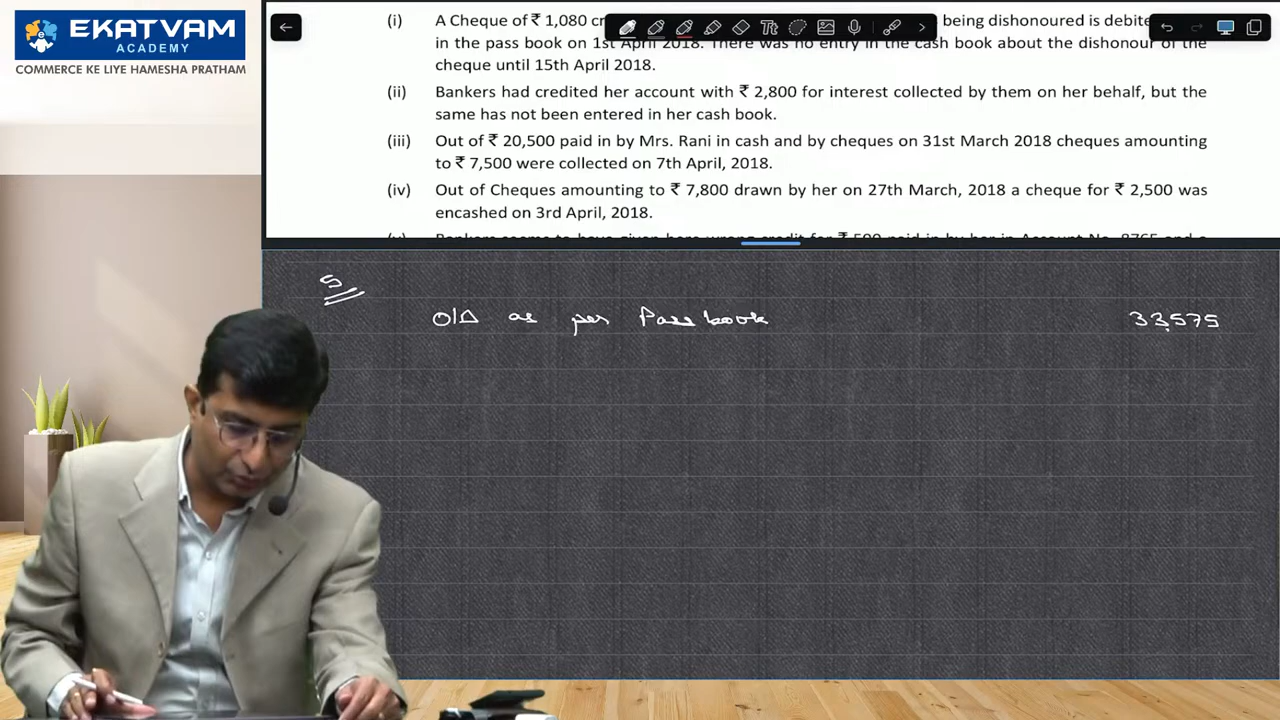 EKATVAM
ACADEMY
COMMERCE KE LIYE HAMESHA PRATHAM
(i) A Cheque of ₹ 1,080 being dishonoured is
in the pass book on 1st April 2018. There was no entry in the cash book about the dishonour of the
cheque until 15th April 2018.
(ii) Bankers had credited her account with ₹ 2,800 for interest collected by them on her behalf, but the
same has not been entered in her cash book.
(iii) Out of ₹ 20,500 paid in by Mrs. Rani in cash and by cheques on 31st March 2018 cheques amounting
to ₹ 7,500 were collected on 7th April, 2018.
(iv) Out of Cheques amounting to ₹ 7,800 drawn by her on 27th March, 2018 a cheque for ₹ 2,500 was
encashed on 3rd April, 2018.
5
O/D as per Passbook 33,575